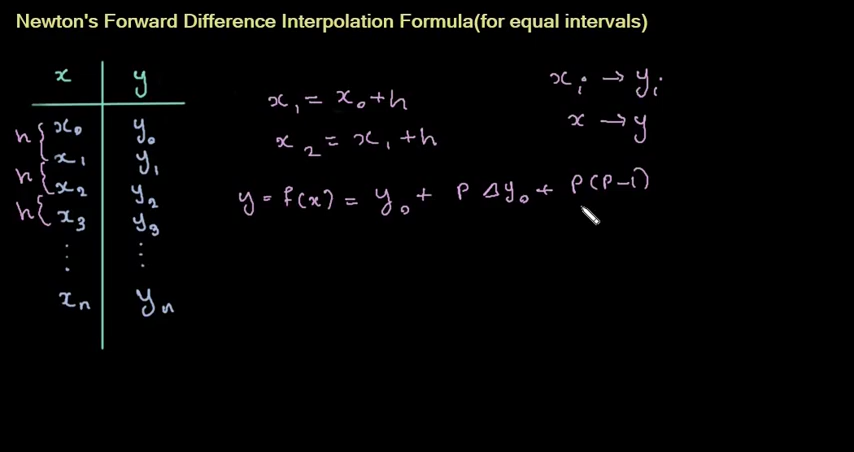 Newton's Forward Difference Interpolation Formula(for equal intervals)
x y
x₀ y₀
x₁ y₁
x₂ y₂
x₃ y₃
⋮ ⋮
xₙ yₙ
h {
h {
h {
x₁ = x₀ + h
x₂ = x₁ + h
xᵢ → yᵢ
x → y
y = f(x) = y₀ + P Δy₀ + P(P-1)